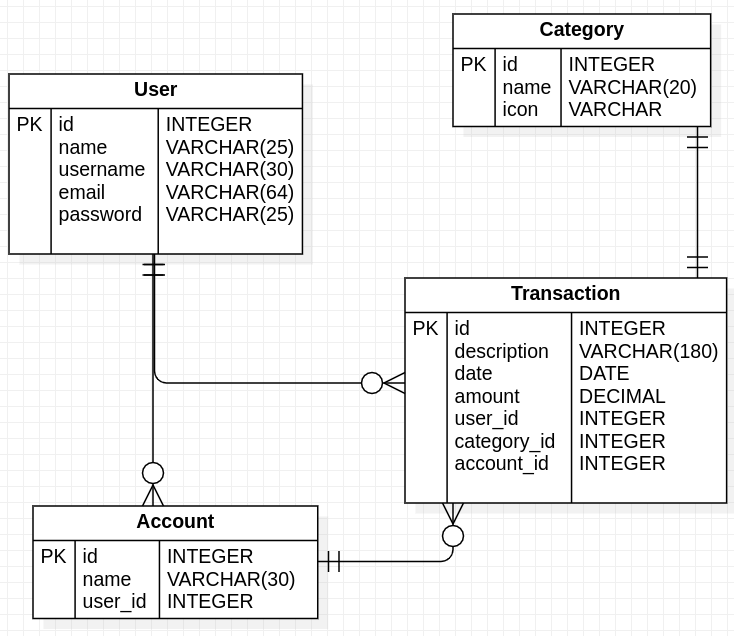 Category
PK id INTEGER
name VARCHAR(20)
icon VARCHAR
User
PK id INTEGER
name VARCHAR(25)
username VARCHAR(30)
email VARCHAR(64)
password VARCHAR(25)
Transaction
PK id INTEGER
description VARCHAR(180)
date DATE
amount DECIMAL
user_id INTEGER
category_id INTEGER
account_id INTEGER
Account
PK id INTEGER
name VARCHAR(30)
user_id INTEGER